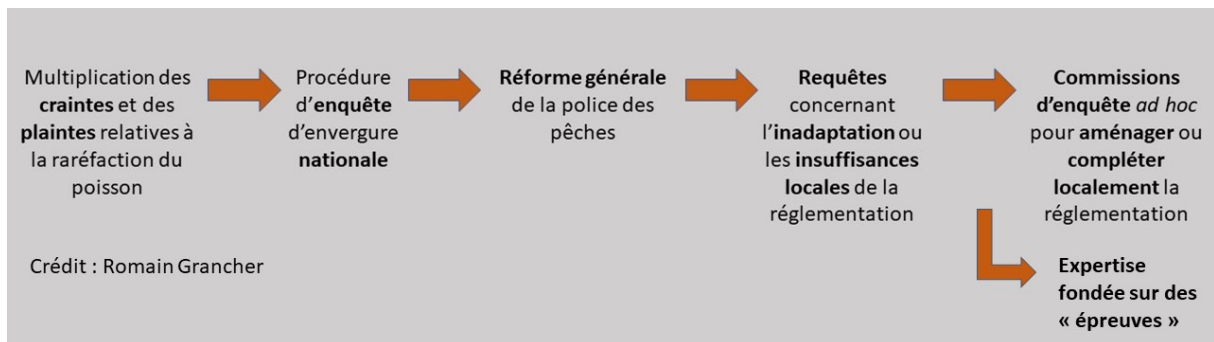 Multiplication des
craintes et des
plaintes relatives à
la raréfaction du
poisson
Procédure
d'enquête
d'envergure
nationale
Réforme générale
de la police des
pêches
Requêtes
concernant
l'inadaptation ou
les insuffisances
locales de la
réglementation
Commissions
d'enquête ad hoc
pour aménager ou
compléter
localement la
réglementation
Expertise
fondée sur des
« épreuves »
Crédit : Romain Grancher